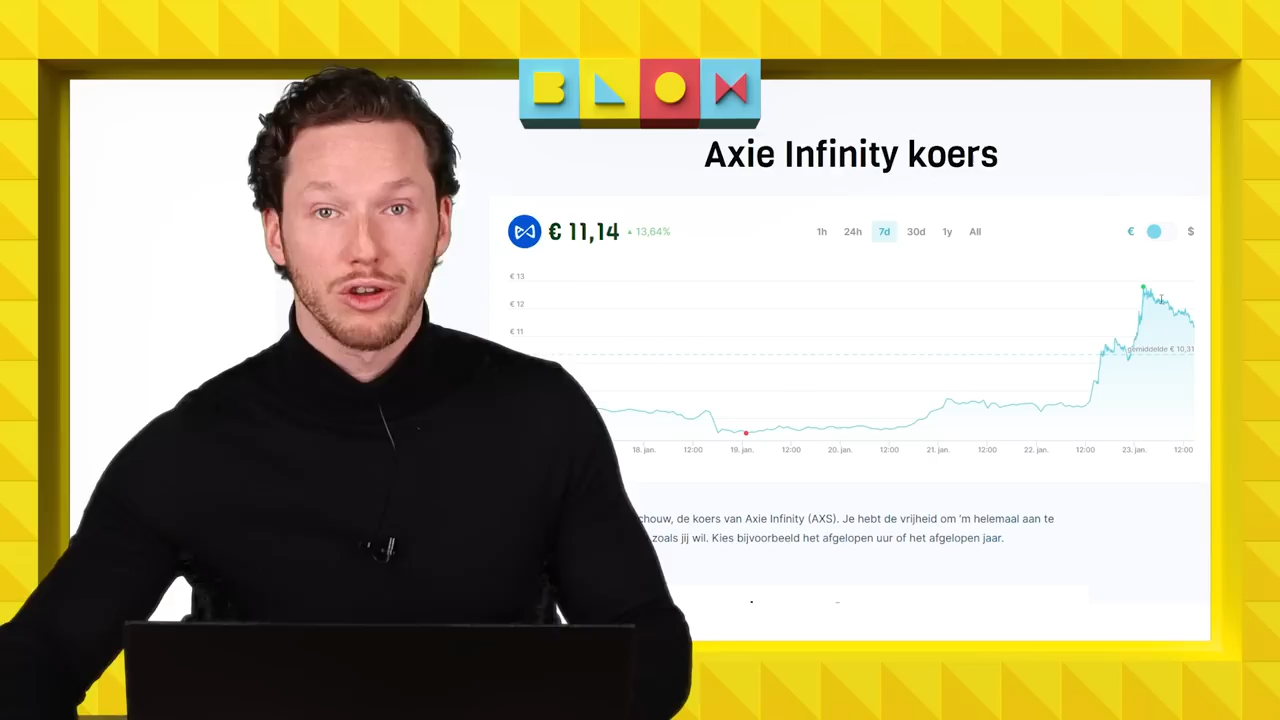 BLOX
Axie Infinity koers
€ 11,14 ▲ 13,64%
1h 24h 7d 30d 1y All
€ $
€ 13
€ 12
€ 11
gemiddelde € 10,31
18. jan. 12:00 19. jan. 12:00 20. jan. 12:00 21. jan. 12:00 22. jan. 12:00 23. jan. 12:00
chouw, de koers van Axie Infinity (AXS). Je hebt de vrijheid om 'm helemaal aan te
zoals jij wil. Kies bijvoorbeeld het afgelopen uur of het afgelopen jaar.